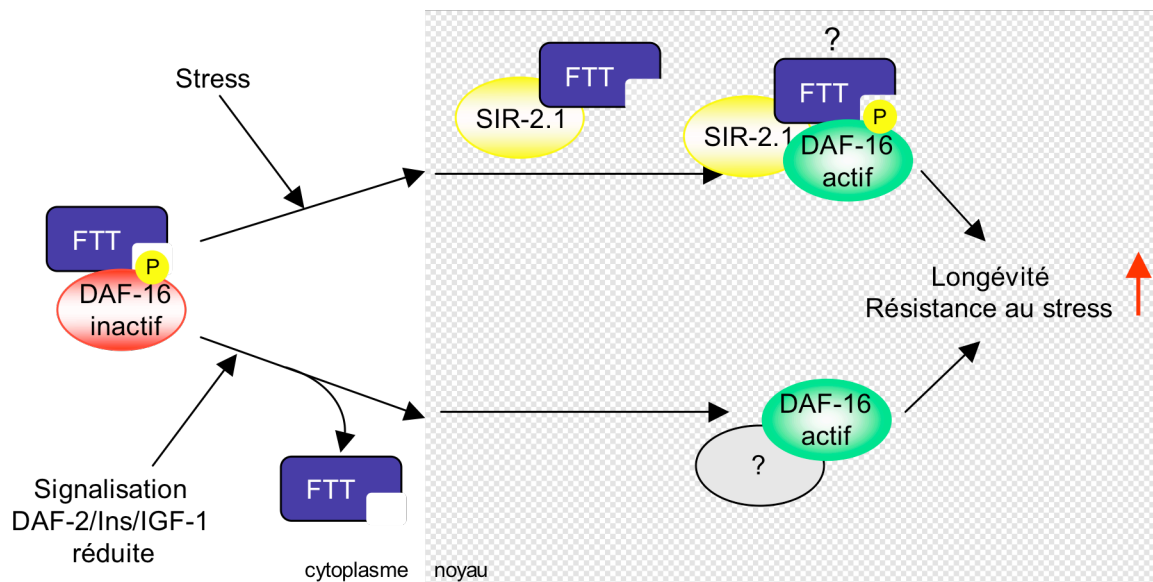 ?
Stress
FTT
SIR-2.1
FTT
P
SIR-2.1
DAF-16
actif
FTT
P
DAF-16
inactif
Longévité
Résistance au stress
DAF-16
actif
?
FTT
Signalisation
DAF-2/Ins/IGF-1
réduite
cytoplasme
noyau